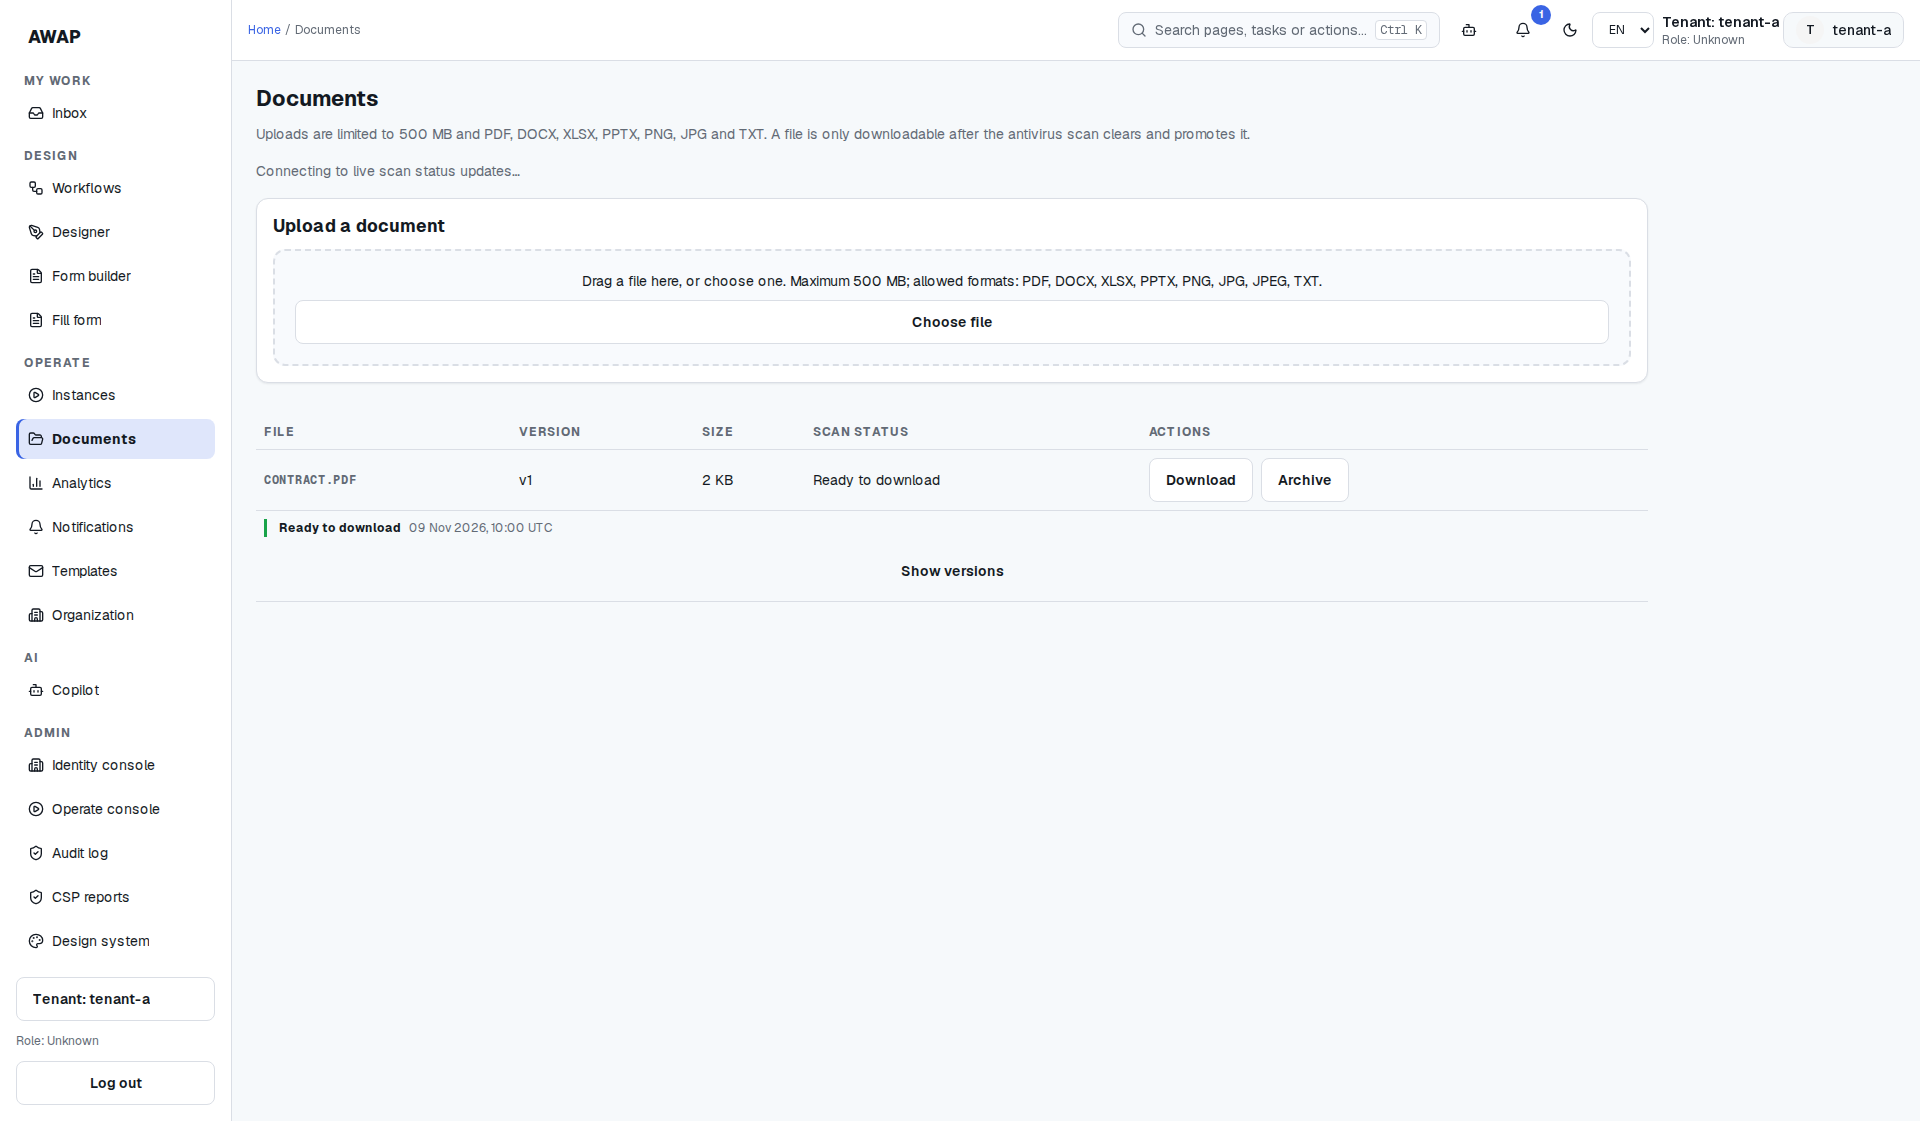 AWAP
MY WORK
Inbox
DESIGN
Workflows
Designer
Form builder
Fill form
OPERATE
Instances
Documents
Analytics
Notifications
Templates
Organization
AI
Copilot
ADMIN
Identity console
Operate console
Audit log
CSP reports
Design system
Tenant: tenant-a
Role: Unknown
Log out
Home / Documents
Search pages, tasks or actions... Ctrl K
1
EN
Tenant: tenant-a
Role: Unknown
T tenant-a
Documents
Uploads are limited to 500 MB and PDF, DOCX, XLSX, PPTX, PNG, JPG and TXT. A file is only downloadable after the antivirus scan clears and promotes it.
Connecting to live scan status updates…
Upload a document
Drag a file here, or choose one. Maximum 500 MB; allowed formats: PDF, DOCX, XLSX, PPTX, PNG, JPG, JPEG, TXT.
Choose file
FILE VERSION SIZE SCAN STATUS ACTIONS
CONTRACT.PDF v1 2 KB Ready to download Download Archive
Ready to download 09 Nov 2026, 10:00 UTC
Show versions